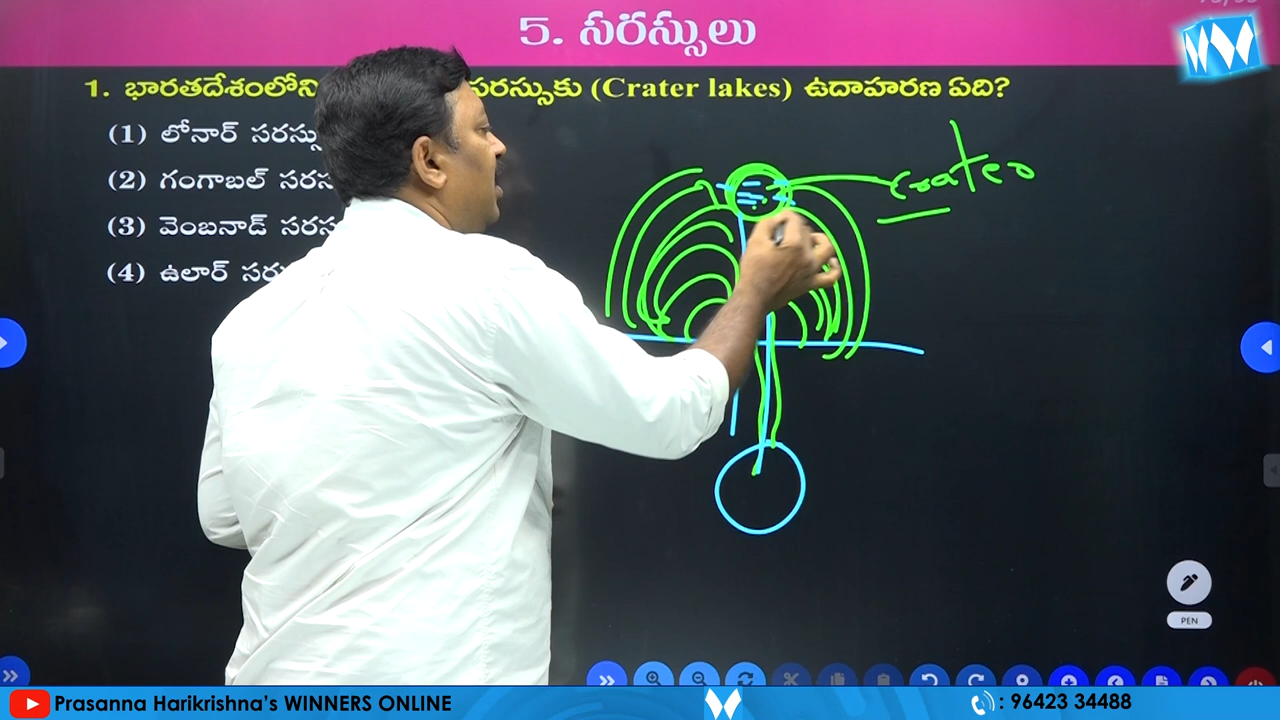 5. సరస్సులు
1. భారతదేశంలోని సరస్సుకు (Crater lakes) ఉదాహరణ ఏది?
(1) లోనార్ సరస్సు
(2) గంగాబల్ సరస
(3) వెంబనాడ్ సరస
(4) ఉలార్
Crater
PEN
Prasanna Harikrishna's WINNERS ONLINE
: 96423 34488